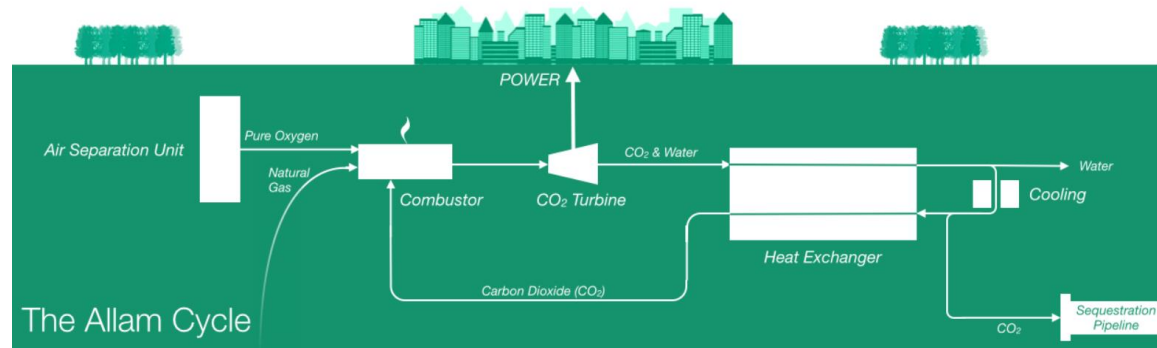 POWER
Air Separation Unit
Pure Oxygen
Natural
Gas
Combustor
CO₂ Turbine
CO₂ & Water
Heat Exchanger
Water
Cooling
Carbon Dioxide (CO₂)
CO₂
Sequestration
Pipeline
The Allam Cycle